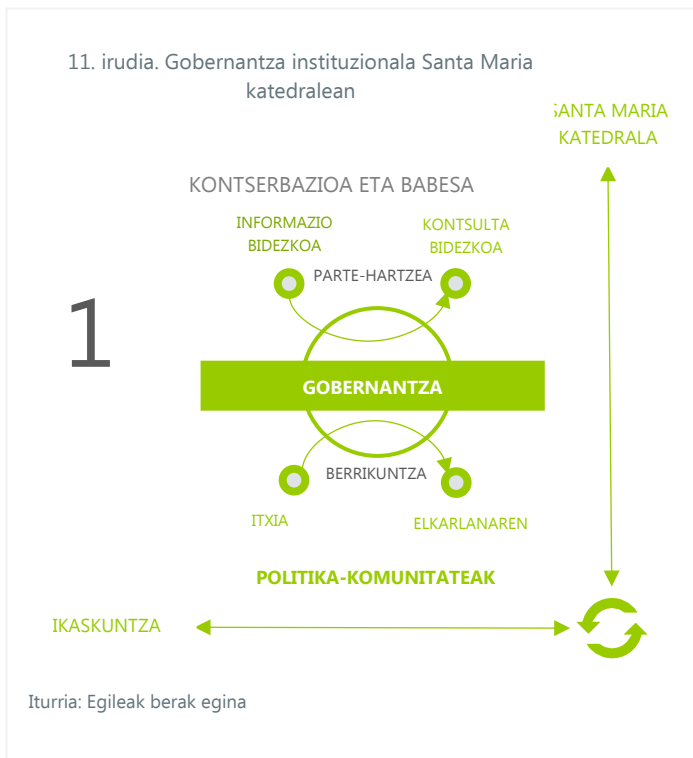 11. irudia. Gobernantza instituzionala Santa Maria
katedralean
SANTA MARIA
KATEDRALA
KONTSERBAZIOA ETA BABESA
INFORMAZIO
BIDEZKOA
KONTSULTA
BIDEZKOA
PARTE-HARTZEA
1
GOBERNANTZA
BERRIKUNTZA
ITXIA
ELKARLANAREN
POLITIKA-KOMUNITATEAK
IKASKUNTZA
Iturria: Egileak berak egina